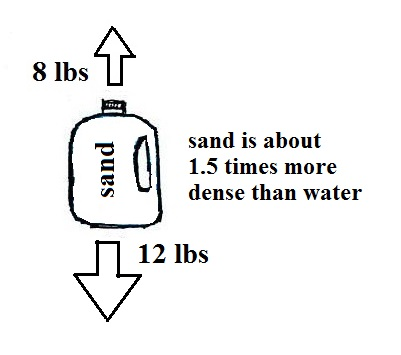 8 lbs
sand
sand is about
1.5 times more
dense than water
12 lbs